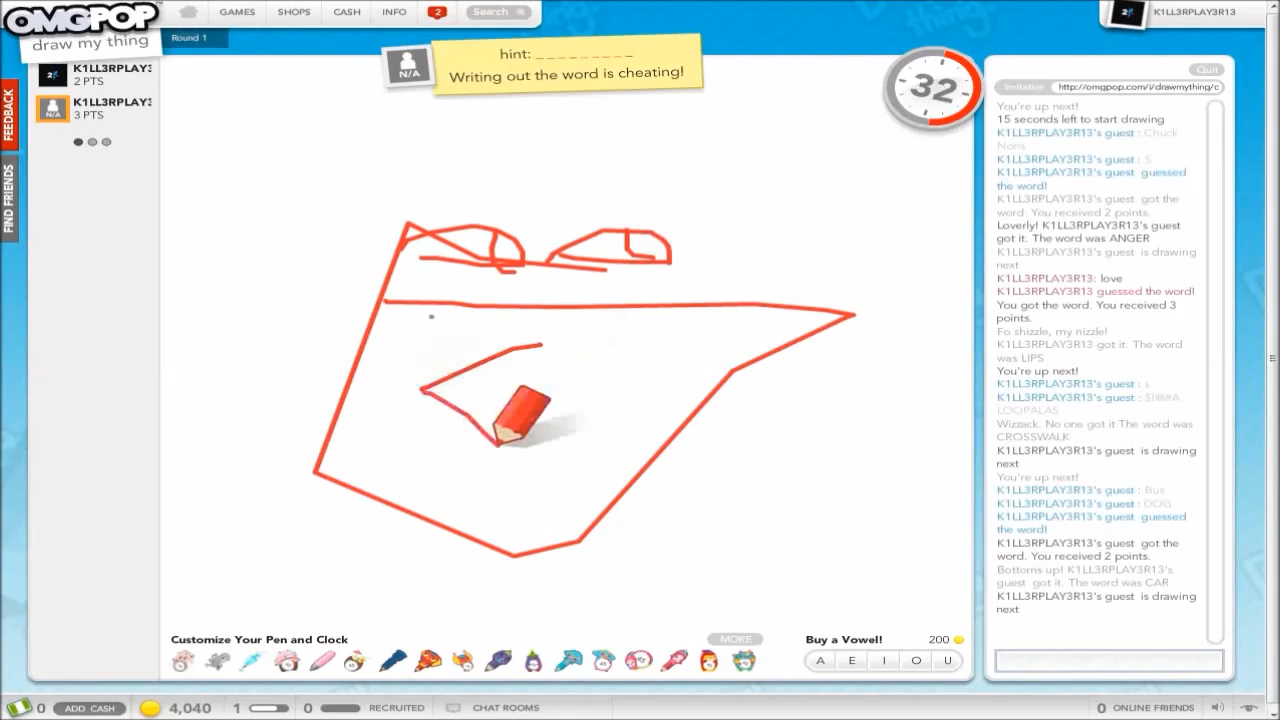 OMGPOP
draw my thing
GAMES SHOPS CASH INFO 2 Search
K1LL3RPLAY3R13
Round 1
hint: _ _ _ _ _ _ _ _ _
Writing out the word is cheating!
N/A
32
FEEDBACK
FIND FRIENDS
K1LL3RPLAY3
2 PTS
K1LL3RPLAY3
N/A
3 PTS
Quit
Invitation http://omgpop.com/i/drawmything/c
You're up next!
15 seconds left to start drawing
K1LL3RPLAY3R13's guest : Chuck
Noris
K1LL3RPLAY3R13's guest : S
K1LL3RPLAY3R13's guest guessed
the word!
K1LL3RPLAY3R13's guest got the
word. You received 2 points.
Loverly! K1LL3RPLAY3R13's guest
got it. The word was ANGER
K1LL3RPLAY3R13's guest is drawing
next
K1LL3RPLAY3R13: love
K1LL3RPLAY3R13 guessed the word!
You got the word. You received 3
points.
Fo shizzle, my nizzle!
K1LL3RPLAY3R13 got it. The word
was LIPS
You're up next!
K1LL3RPLAY3R13's guest : s
K1LL3RPLAY3R13's guest : $!@#A
LOOPALAS
Wizzack. No one got it The word was
CROSSWALK
K1LL3RPLAY3R13's guest is drawing
next
You're up next!
K1LL3RPLAY3R13's guest : Bus
K1LL3RPLAY3R13's guest : DOG
K1LL3RPLAY3R13's guest guessed
the word!
K1LL3RPLAY3R13's guest got the
word. You received 2 points.
Bottoms up! K1LL3RPLAY3R13's
guest got it. The word was CAR
K1LL3RPLAY3R13's guest is drawing
next
Customize Your Pen and Clock MORE
Buy a Vowel! 200
A E I O U
0 ADD CASH 4,040 1 0 RECRUITED CHAT ROOMS 0 ONLINE FRIENDS